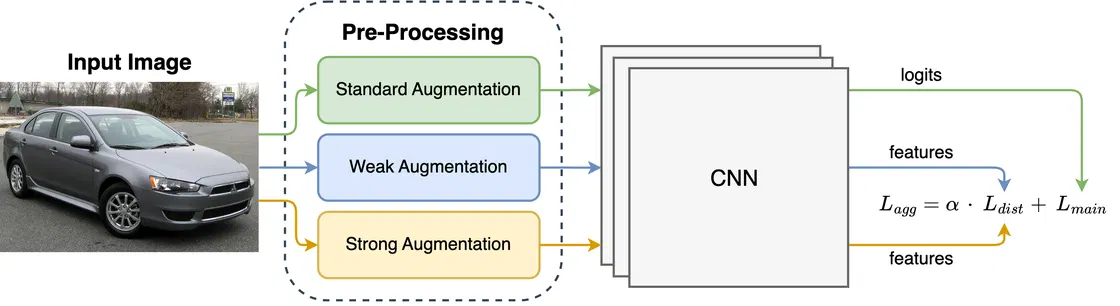 Input Image
Pre-Processing
Standard Augmentation
Weak Augmentation
Strong Augmentation
CNN
logits
features
L_agg = α · L_dist + L_main
features